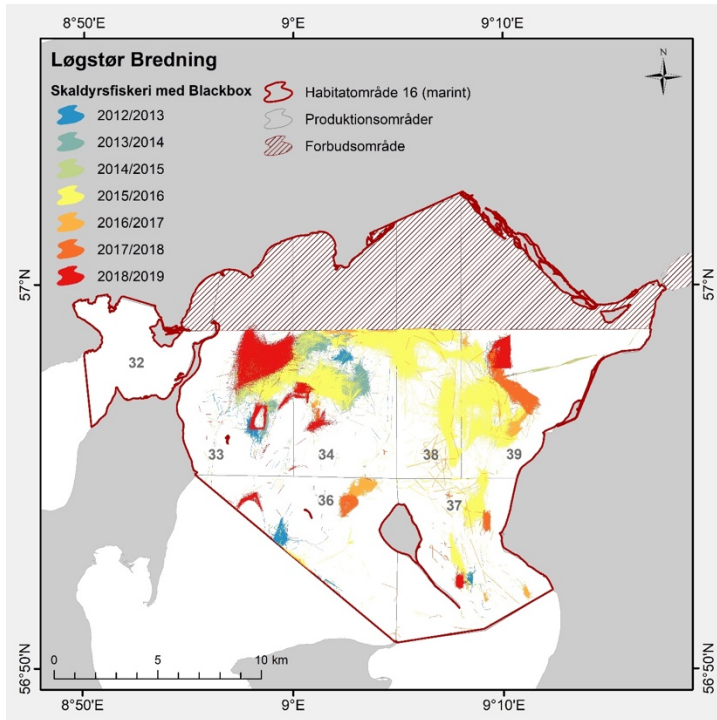 8°50'E 9°E 9°10'E
Løgstør Bredning
N
Skaldyrsfiskeri med Blackbox
2012/2013
2013/2014
2014/2015
2015/2016
2016/2017
2017/2018
2018/2019
Habitatområde 16 (marint)
Produktionsområder
Forbudsområde
57°N 57°N
32
33 34 38 39
36 37
0 5 10 km
56°50'N 56°50'N
8°50'E 9°E 9°10'E